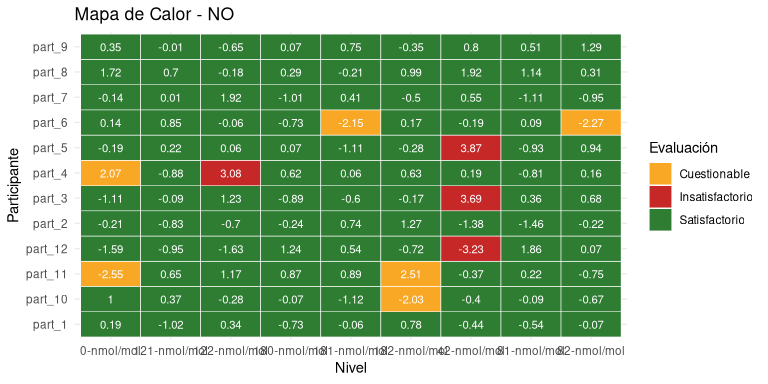 Mapa de Calor - NO
part_9 0.35 -0.01 -0.65 0.07 0.75 -0.35 0.8 0.51 1.29
part_8 1.72 0.7 -0.18 0.29 -0.21 0.99 1.92 1.14 0.31
part_7 -0.14 0.01 1.92 -1.01 0.41 -0.5 0.55 -1.11 -0.95
part_6 0.14 0.85 -0.06 -0.73 -2.15 0.17 -0.19 0.09 -2.27
part_5 -0.19 0.22 0.06 0.07 -1.11 -0.28 3.87 -0.93 0.94
part_4 2.07 -0.88 3.08 0.62 0.06 0.63 0.19 -0.81 0.16
part_3 -1.11 -0.09 1.23 -0.89 -0.6 -0.17 3.69 0.36 0.68
part_2 -0.21 -0.83 -0.7 -0.24 0.74 1.27 -1.38 -1.46 -0.22
part_12 -1.59 -0.95 -1.63 1.24 0.54 -0.72 -3.23 1.86 0.07
part_11 -2.55 0.65 1.17 0.87 0.89 2.51 -0.37 0.22 -0.75
part_10 1 0.37 -0.28 -0.07 -1.12 -2.03 -0.4 -0.09 -0.67
part_1 0.19 -1.02 0.34 -0.73 -0.06 0.78 -0.44 -0.54 -0.07
Participante
Nivel
Evaluación
Cuestionable
Insatisfactorio
Satisfactorio